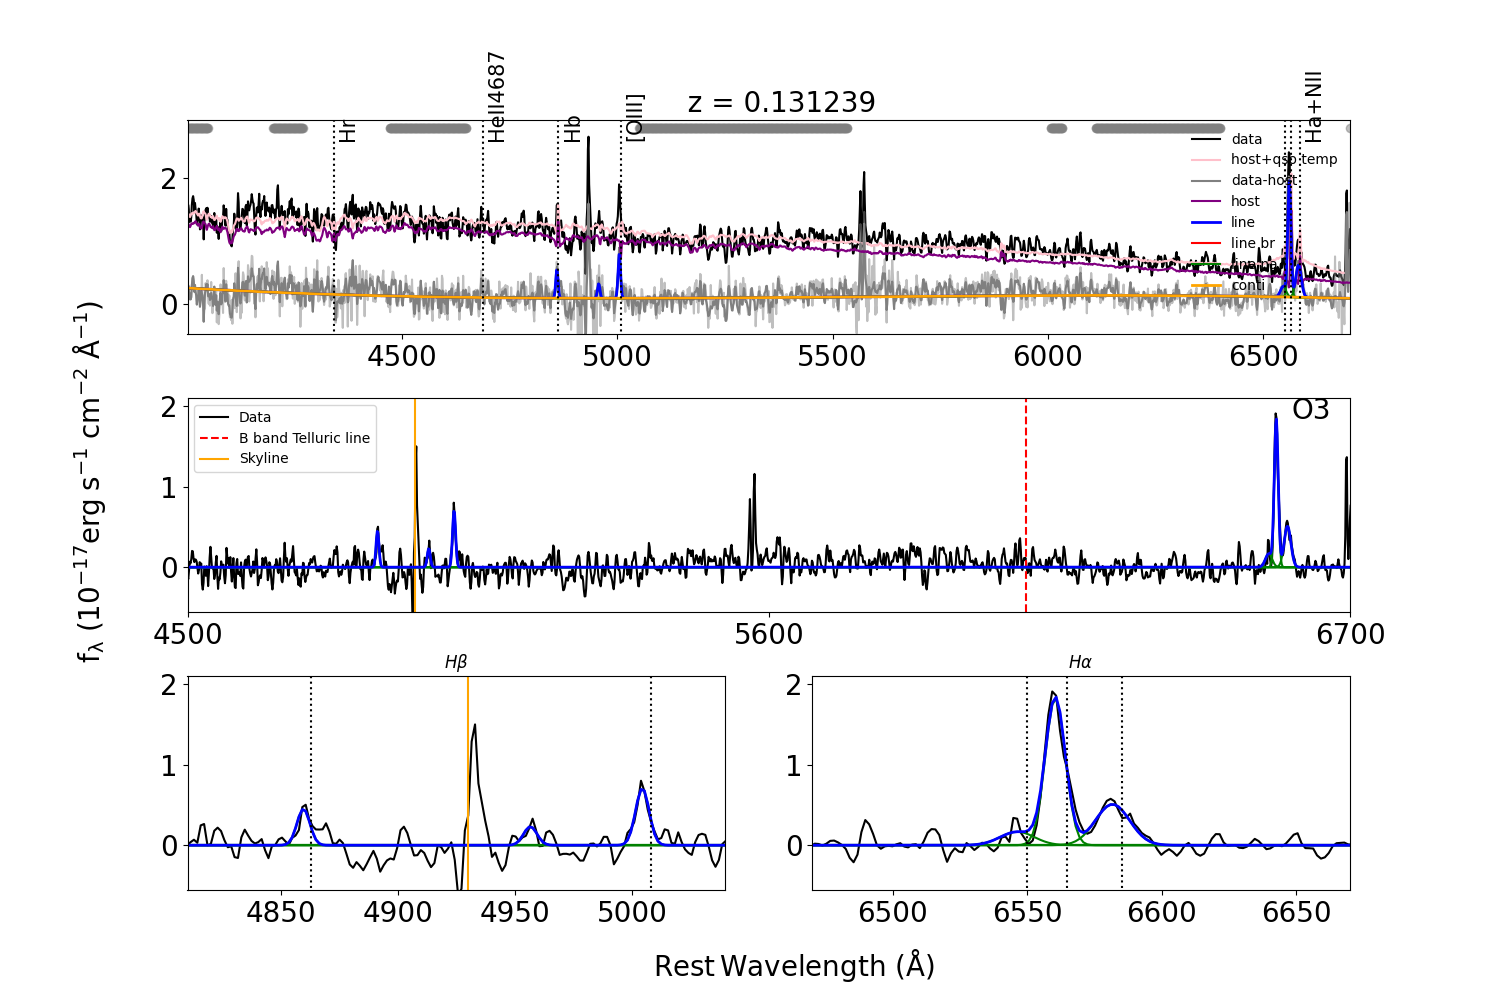 z = 0.131239
Hr
HeII4687
Hb
[OIII]
Ha+NII
data
host+qso temp
data-host
host
line
line br
conti
2
0
4500
5000
5500
6000
6500
Data
B band Telluric line
Skyline
O3
2
1
0
4500
5600
6700
fλ (10⁻¹⁷erg s⁻¹ cm⁻² Å⁻¹)
Hβ
2
1
0
4850
4900
4950
5000
Hα
2
1
0
6500
6550
6600
6650
Rest Wavelength (Å)